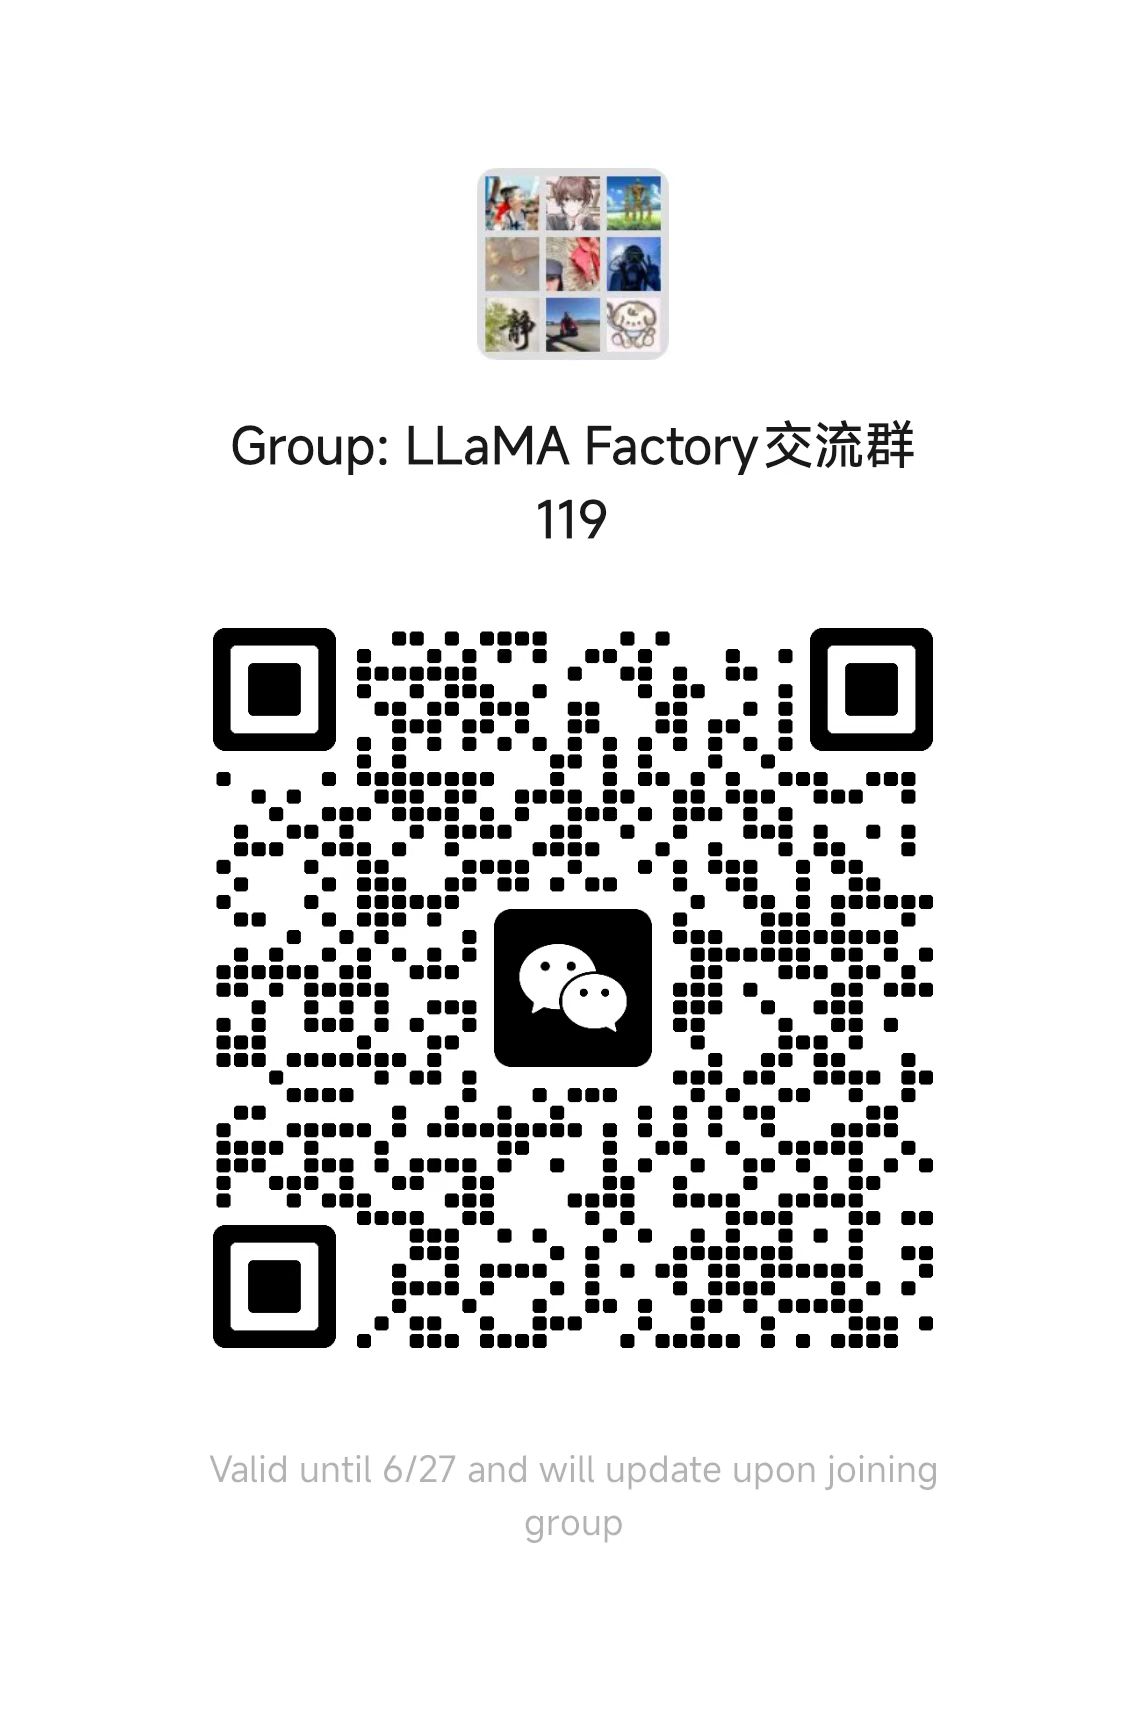 静
Group: LLaMA Factory交流群
119
Valid until 6/27 and will update upon joining
group